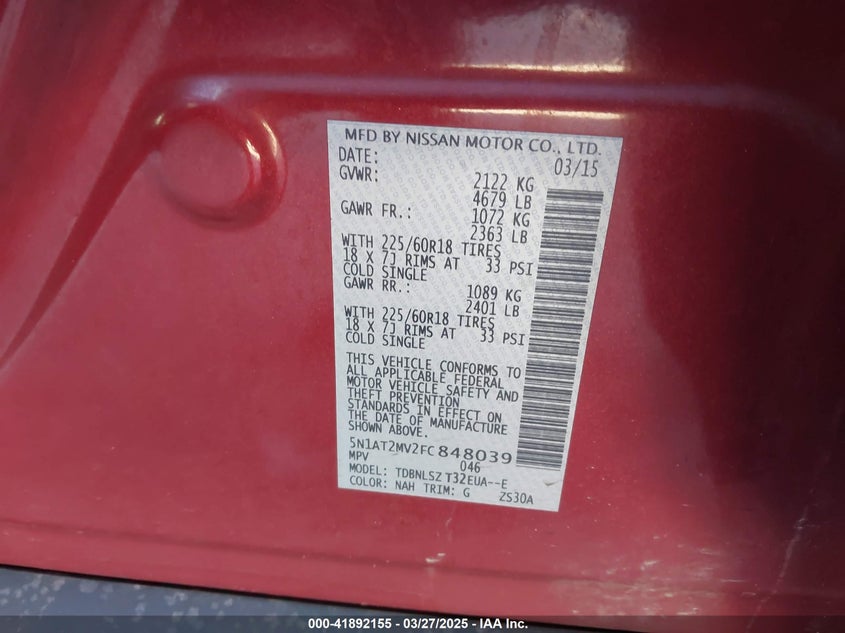 MFD BY NISSAN MOTOR CO., LTD.
DATE: 03/15
GVWR: 2122 KG
4679 LB
GAWR FR.: 1072 KG
2363 LB
WITH 225/60R18 TIRES
18 X 7J RIMS AT 33 PSI
COLD SINGLE
GAWR RR.: 1089 KG
2401 LB
WITH 225/60R18 TIRES
18 X 7J RIMS AT 33 PSI
COLD SINGLE
THIS VEHICLE CONFORMS TO
ALL APPLICABLE FEDERAL
MOTOR VEHICLE SAFETY AND
THEFT PREVENTION
STANDARDS IN EFFECT ON
THE DATE OF MANUFACTURE
SHOWN ABOVE.
5N1AT2MV2FC848039
MPV 046
MODEL: TDBNLSZ T32EUA--E
COLOR: NAH TRIM: G ZS30A
000-41892155 | 03/27/2025 | IAA Inc.